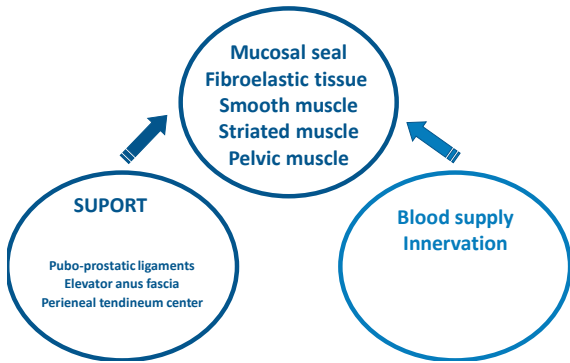 Mucosal seal
Fibroelastic tissue
Smooth muscle
Striated muscle
Pelvic muscle
SUPORT
Pubo-prostatic ligaments
Elevator anus fascia
Perieneal tendineum center
Blood supply
Innervation